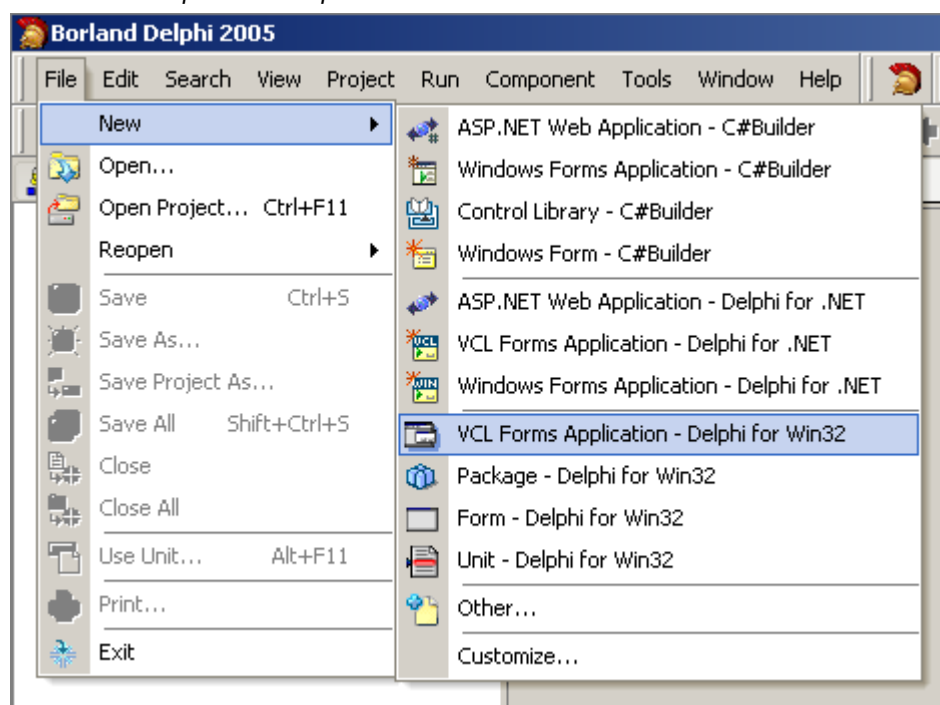 Borland Delphi 2005
File Edit Search View Project Run Component Tools Window Help
New
Open...
Open Project... Ctrl+F11
Reopen
Save Ctrl+S
Save As...
Save Project As...
Save All Shift+Ctrl+S
Close
Close All
Use Unit... Alt+F11
Print...
Exit
ASP.NET Web Application - C#Builder
Windows Forms Application - C#Builder
Control Library - C#Builder
Windows Form - C#Builder
ASP.NET Web Application - Delphi for .NET
VCL Forms Application - Delphi for .NET
Windows Forms Application - Delphi for .NET
VCL Forms Application - Delphi for Win32
Package - Delphi for Win32
Form - Delphi for Win32
Unit - Delphi for Win32
Other...
Customize...